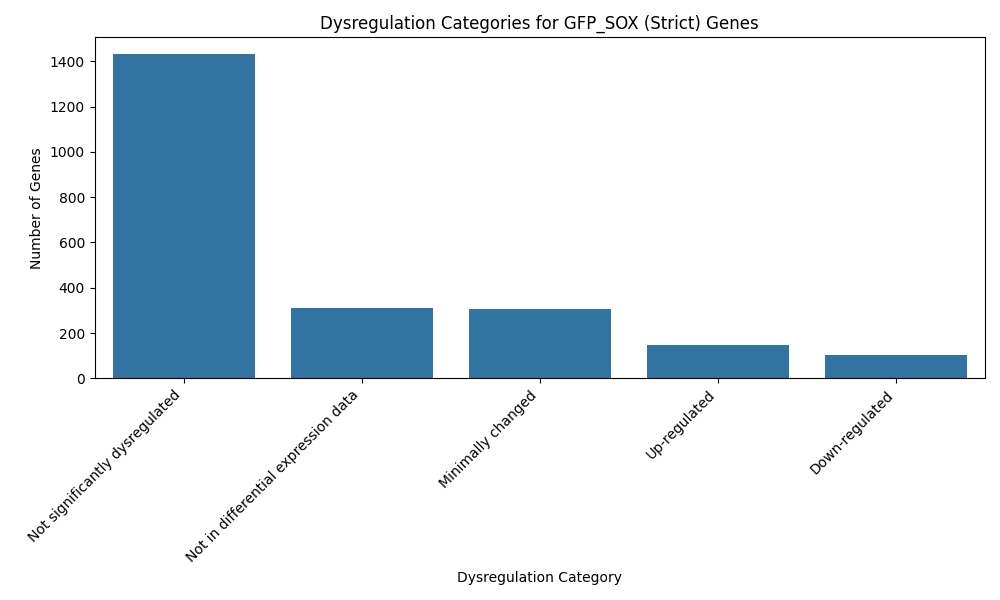 Dysregulation Categories for GFP_SOX (Strict) Genes
Number of Genes
1400
1200
1000
800
600
400
200
0
Not significantly dysregulated
Not in differential expression data
Minimally changed
Up-regulated
Down-regulated
Dysregulation Category